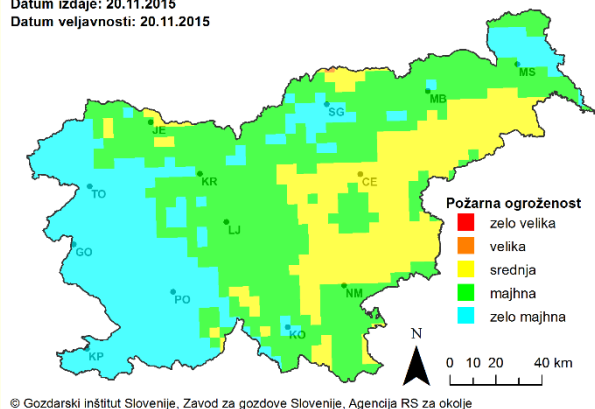 Datum izdaje: 20.11.2015
Datum veljavnosti: 20.11.2015
MS
MB
SG
JE
KR
CE
TO
LJ
GO
PO
NM
KO
KP
Požarna ogroženost
zelo velika
velika
srednja
majhna
zelo majhna
N
0 10 20 40 km
© Gozdarski inštitut Slovenije, Zavod za gozdove Slovenije, Agencija RS za okolje